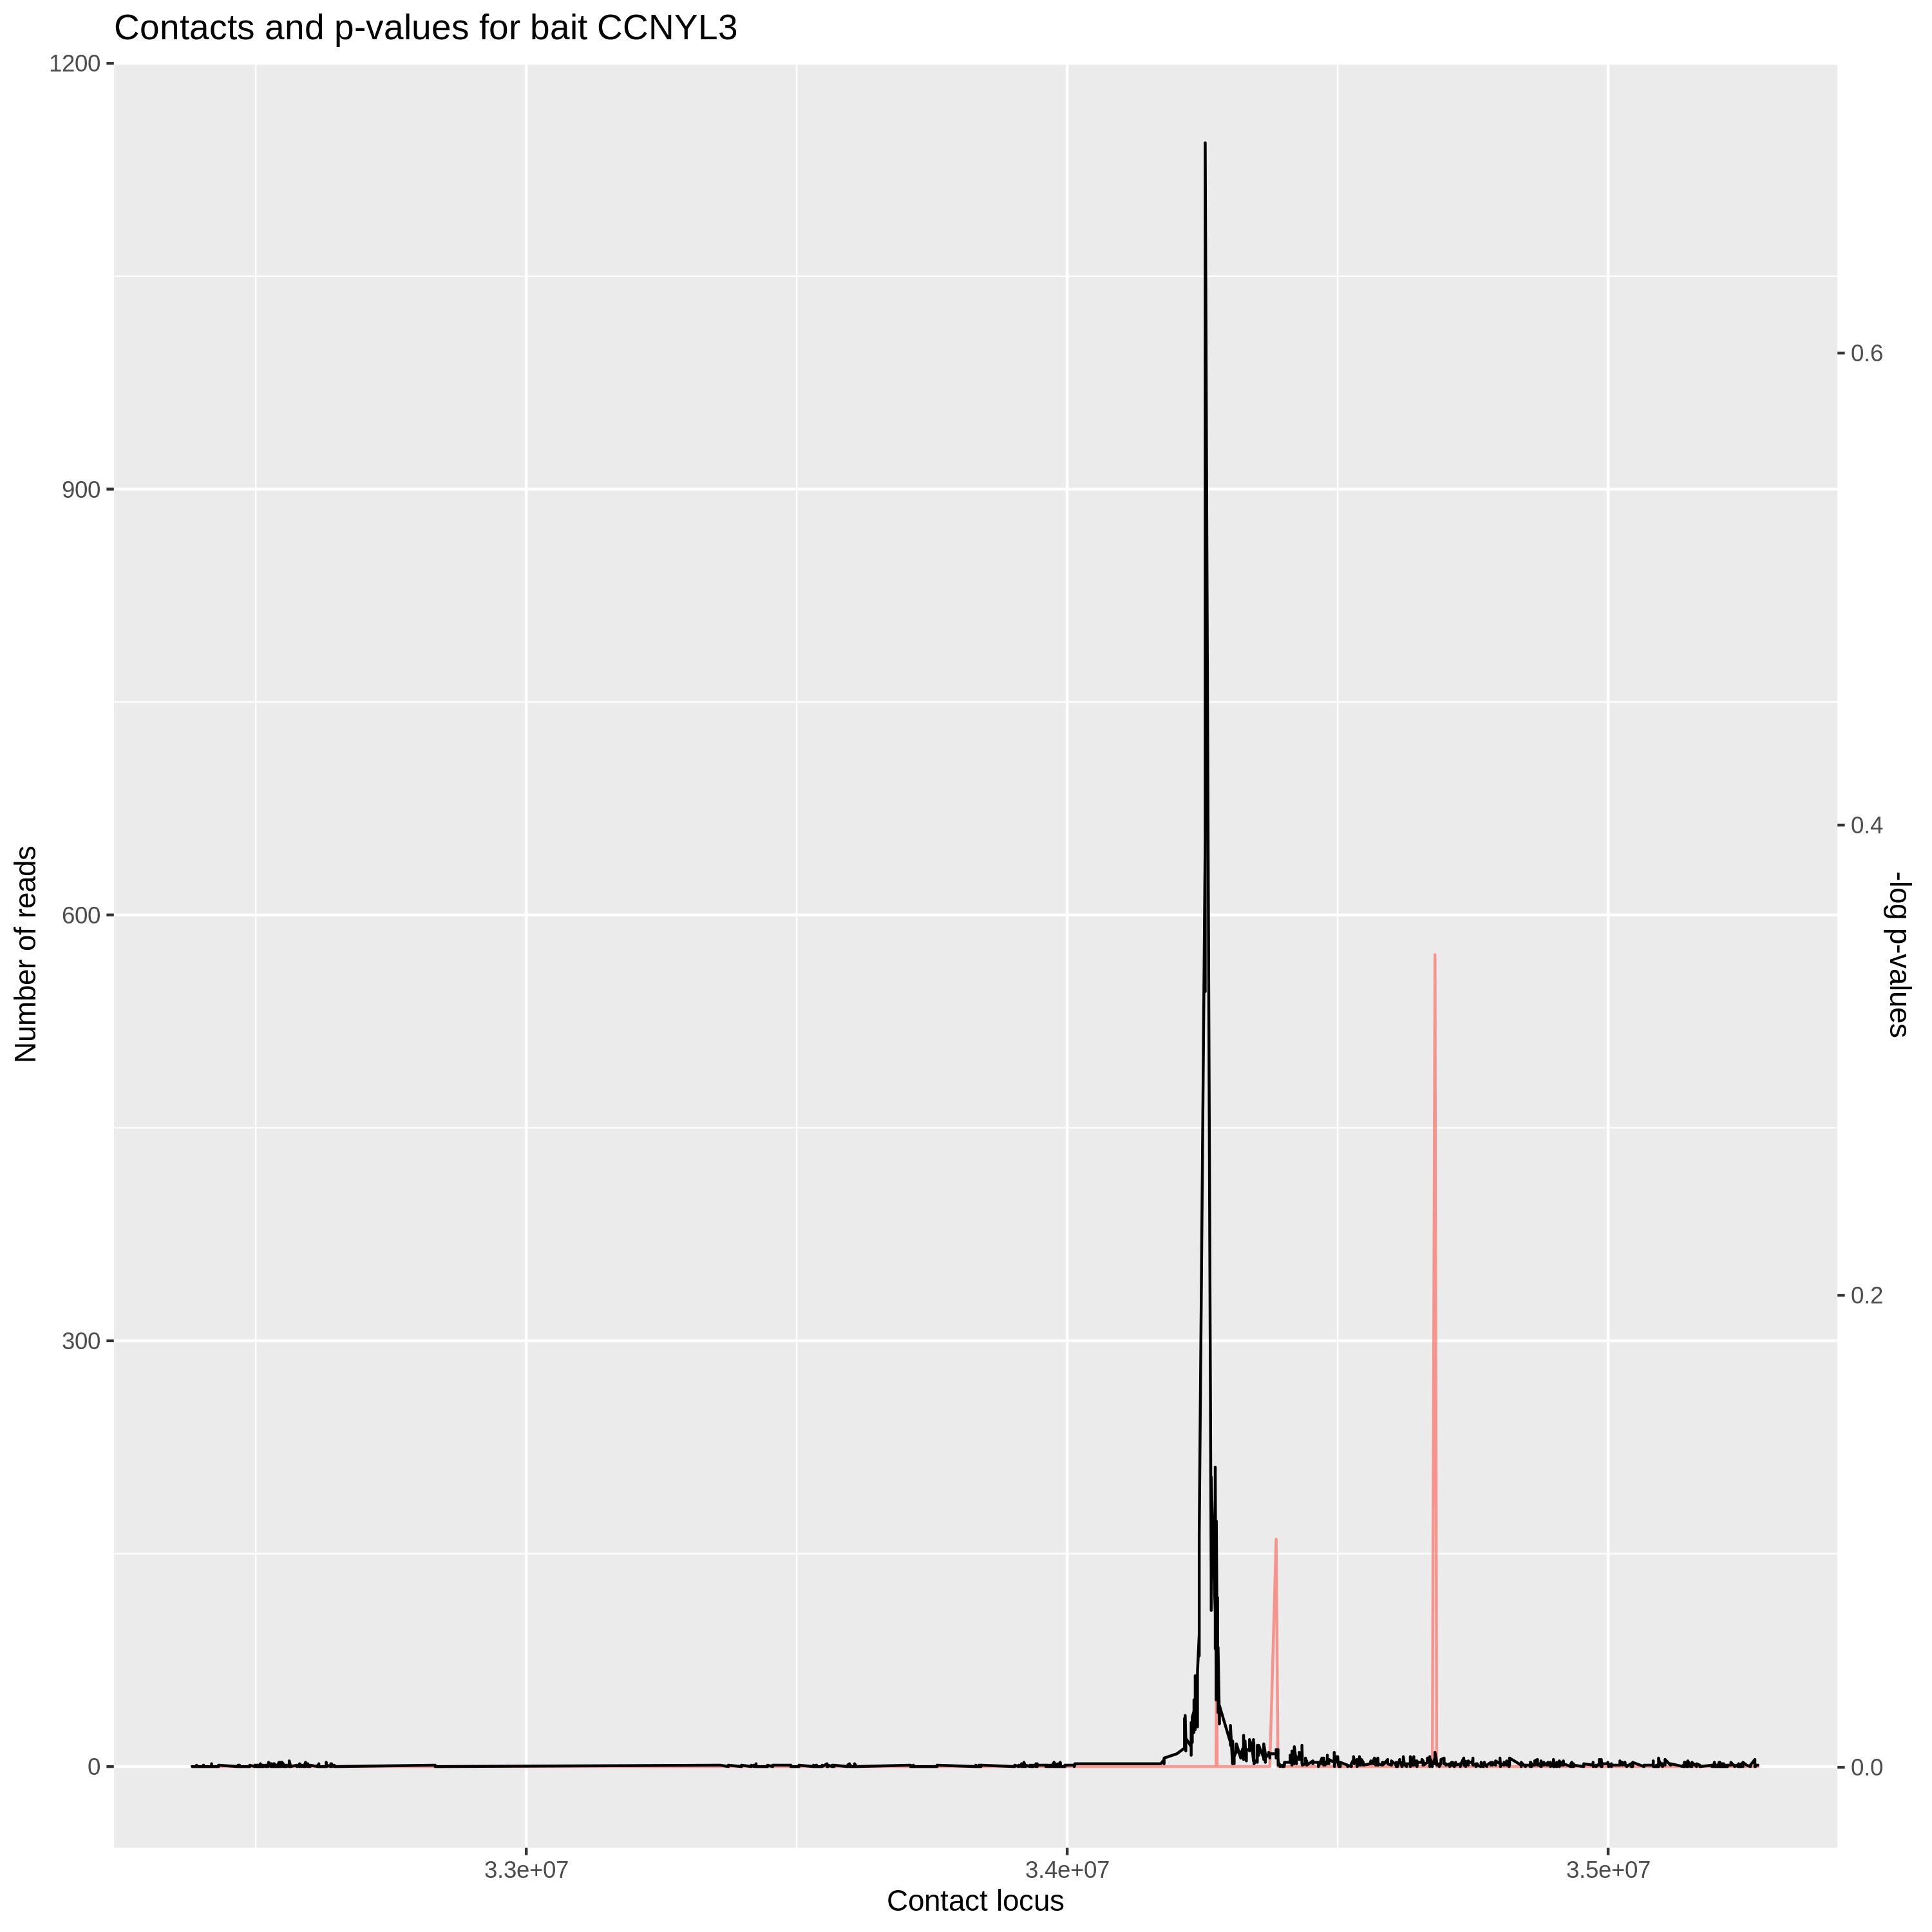 Contacts and p-values for bait CCNYL3
1200
900
600
300
0
Number of reads
0.6
0.4
0.2
0.0
-log p-values
3.3e+07
3.4e+07
3.5e+07
Contact locus